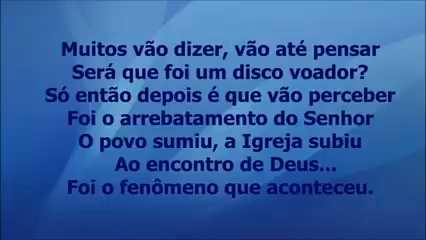 Muitos vão dizer, vão até pensar
Será que foi um disco voador?
Só então depois é que vão perceber
Foi o arrebatamento do Senhor
O povo sumiu, a Igreja subiu
Ao encontro de Deus...
Foi o fenômeno que aconteceu.